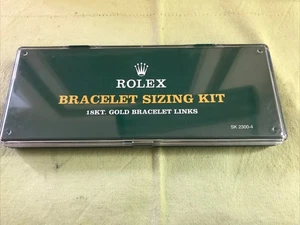 ROLEX
BRACELET SIZING KIT
18KT. GOLD BRACELET LINKS
SK 2300-4